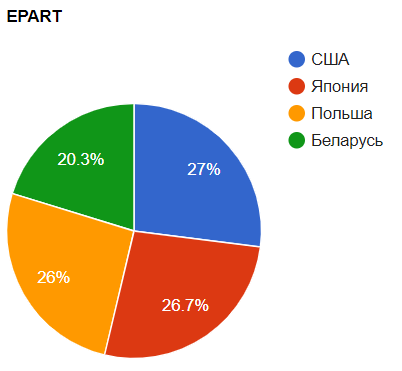 EPART
США
Япония
Польша
Беларусь
20.3%
27%
26%
26.7%